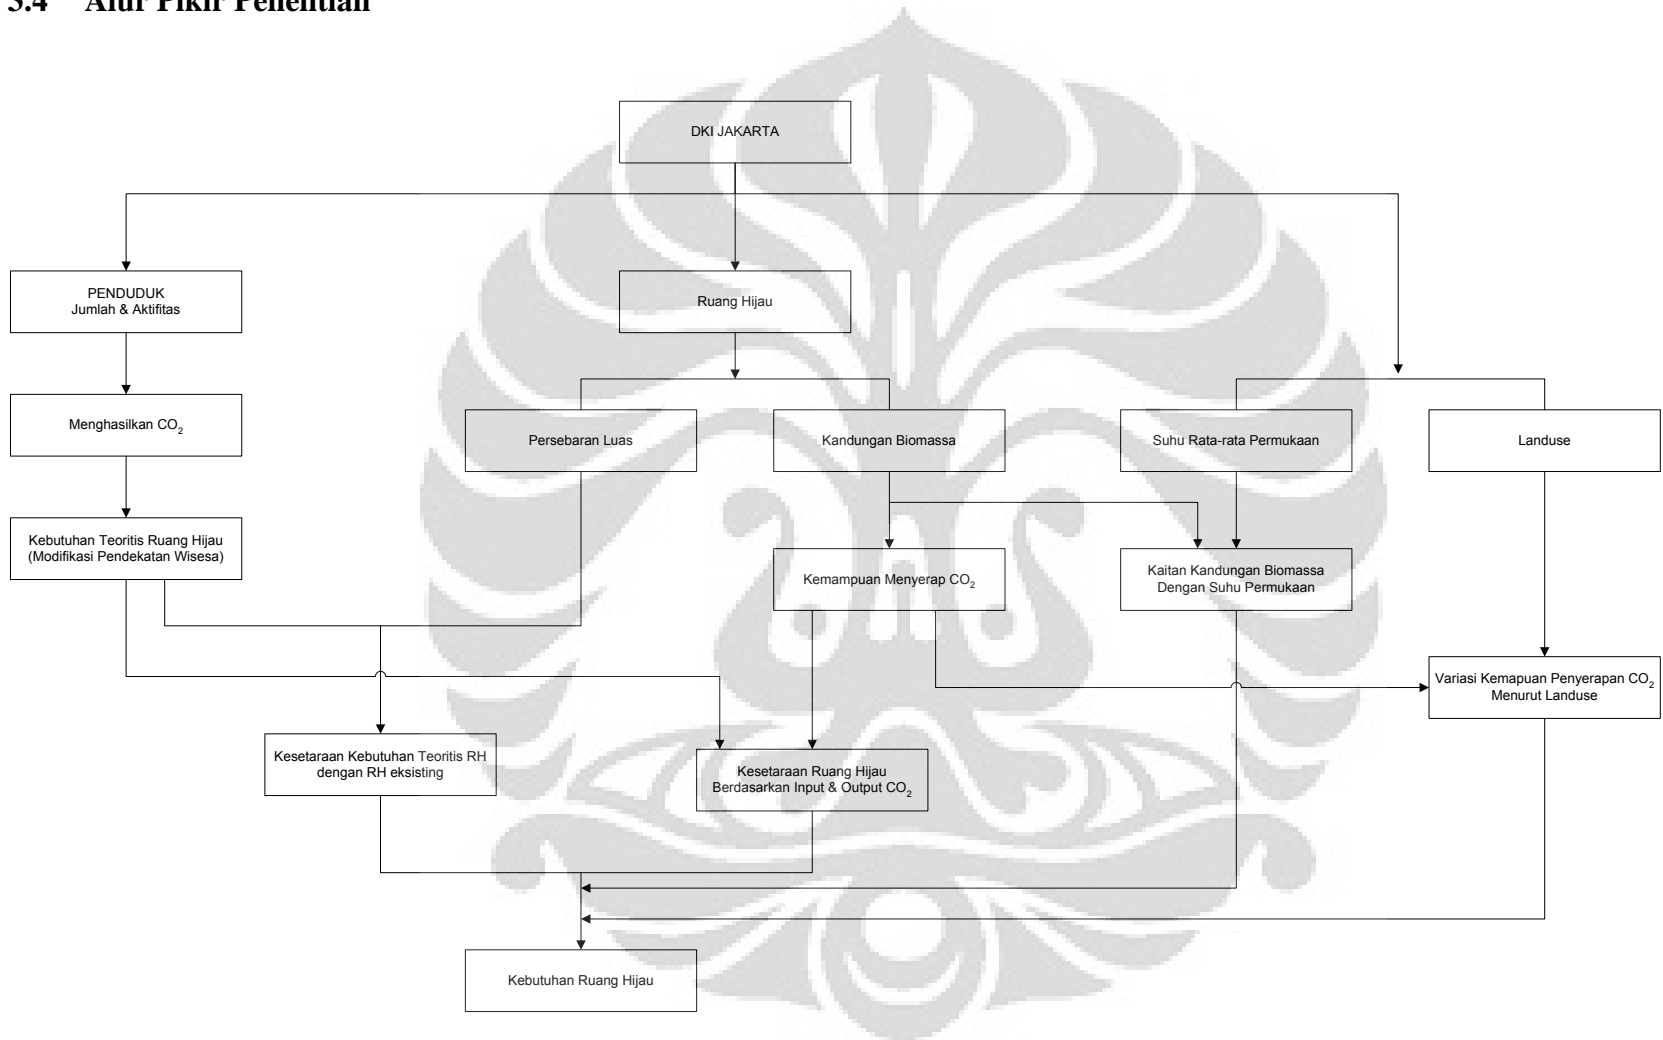 3.4 Alur Pikir Penelitian
DKI JAKARTA
PENDUDUK
Jumlah & Aktifitas
Ruang Hijau
Menghasilkan CO₂
Persebaran Luas
Kandungan Biomassa
Suhu Rata-rata Permukaan
Landuse
Kebutuhan Teoritis Ruang Hijau
(Modifikasi Pendekatan Wisesa)
Kemampuan Menyerap CO₂
Kaitan Kandungan Biomassa
Dengan Suhu Permukaan
Variasi Kemapuan Penyerapan CO₂
Menurut Landuse
Kesetaraan Kebutuhan Teoritis RH
dengan RH eksisting
Kesetaraan Ruang Hijau
Berdasarkan Input & Output CO₂
Kebutuhan Ruang Hijau